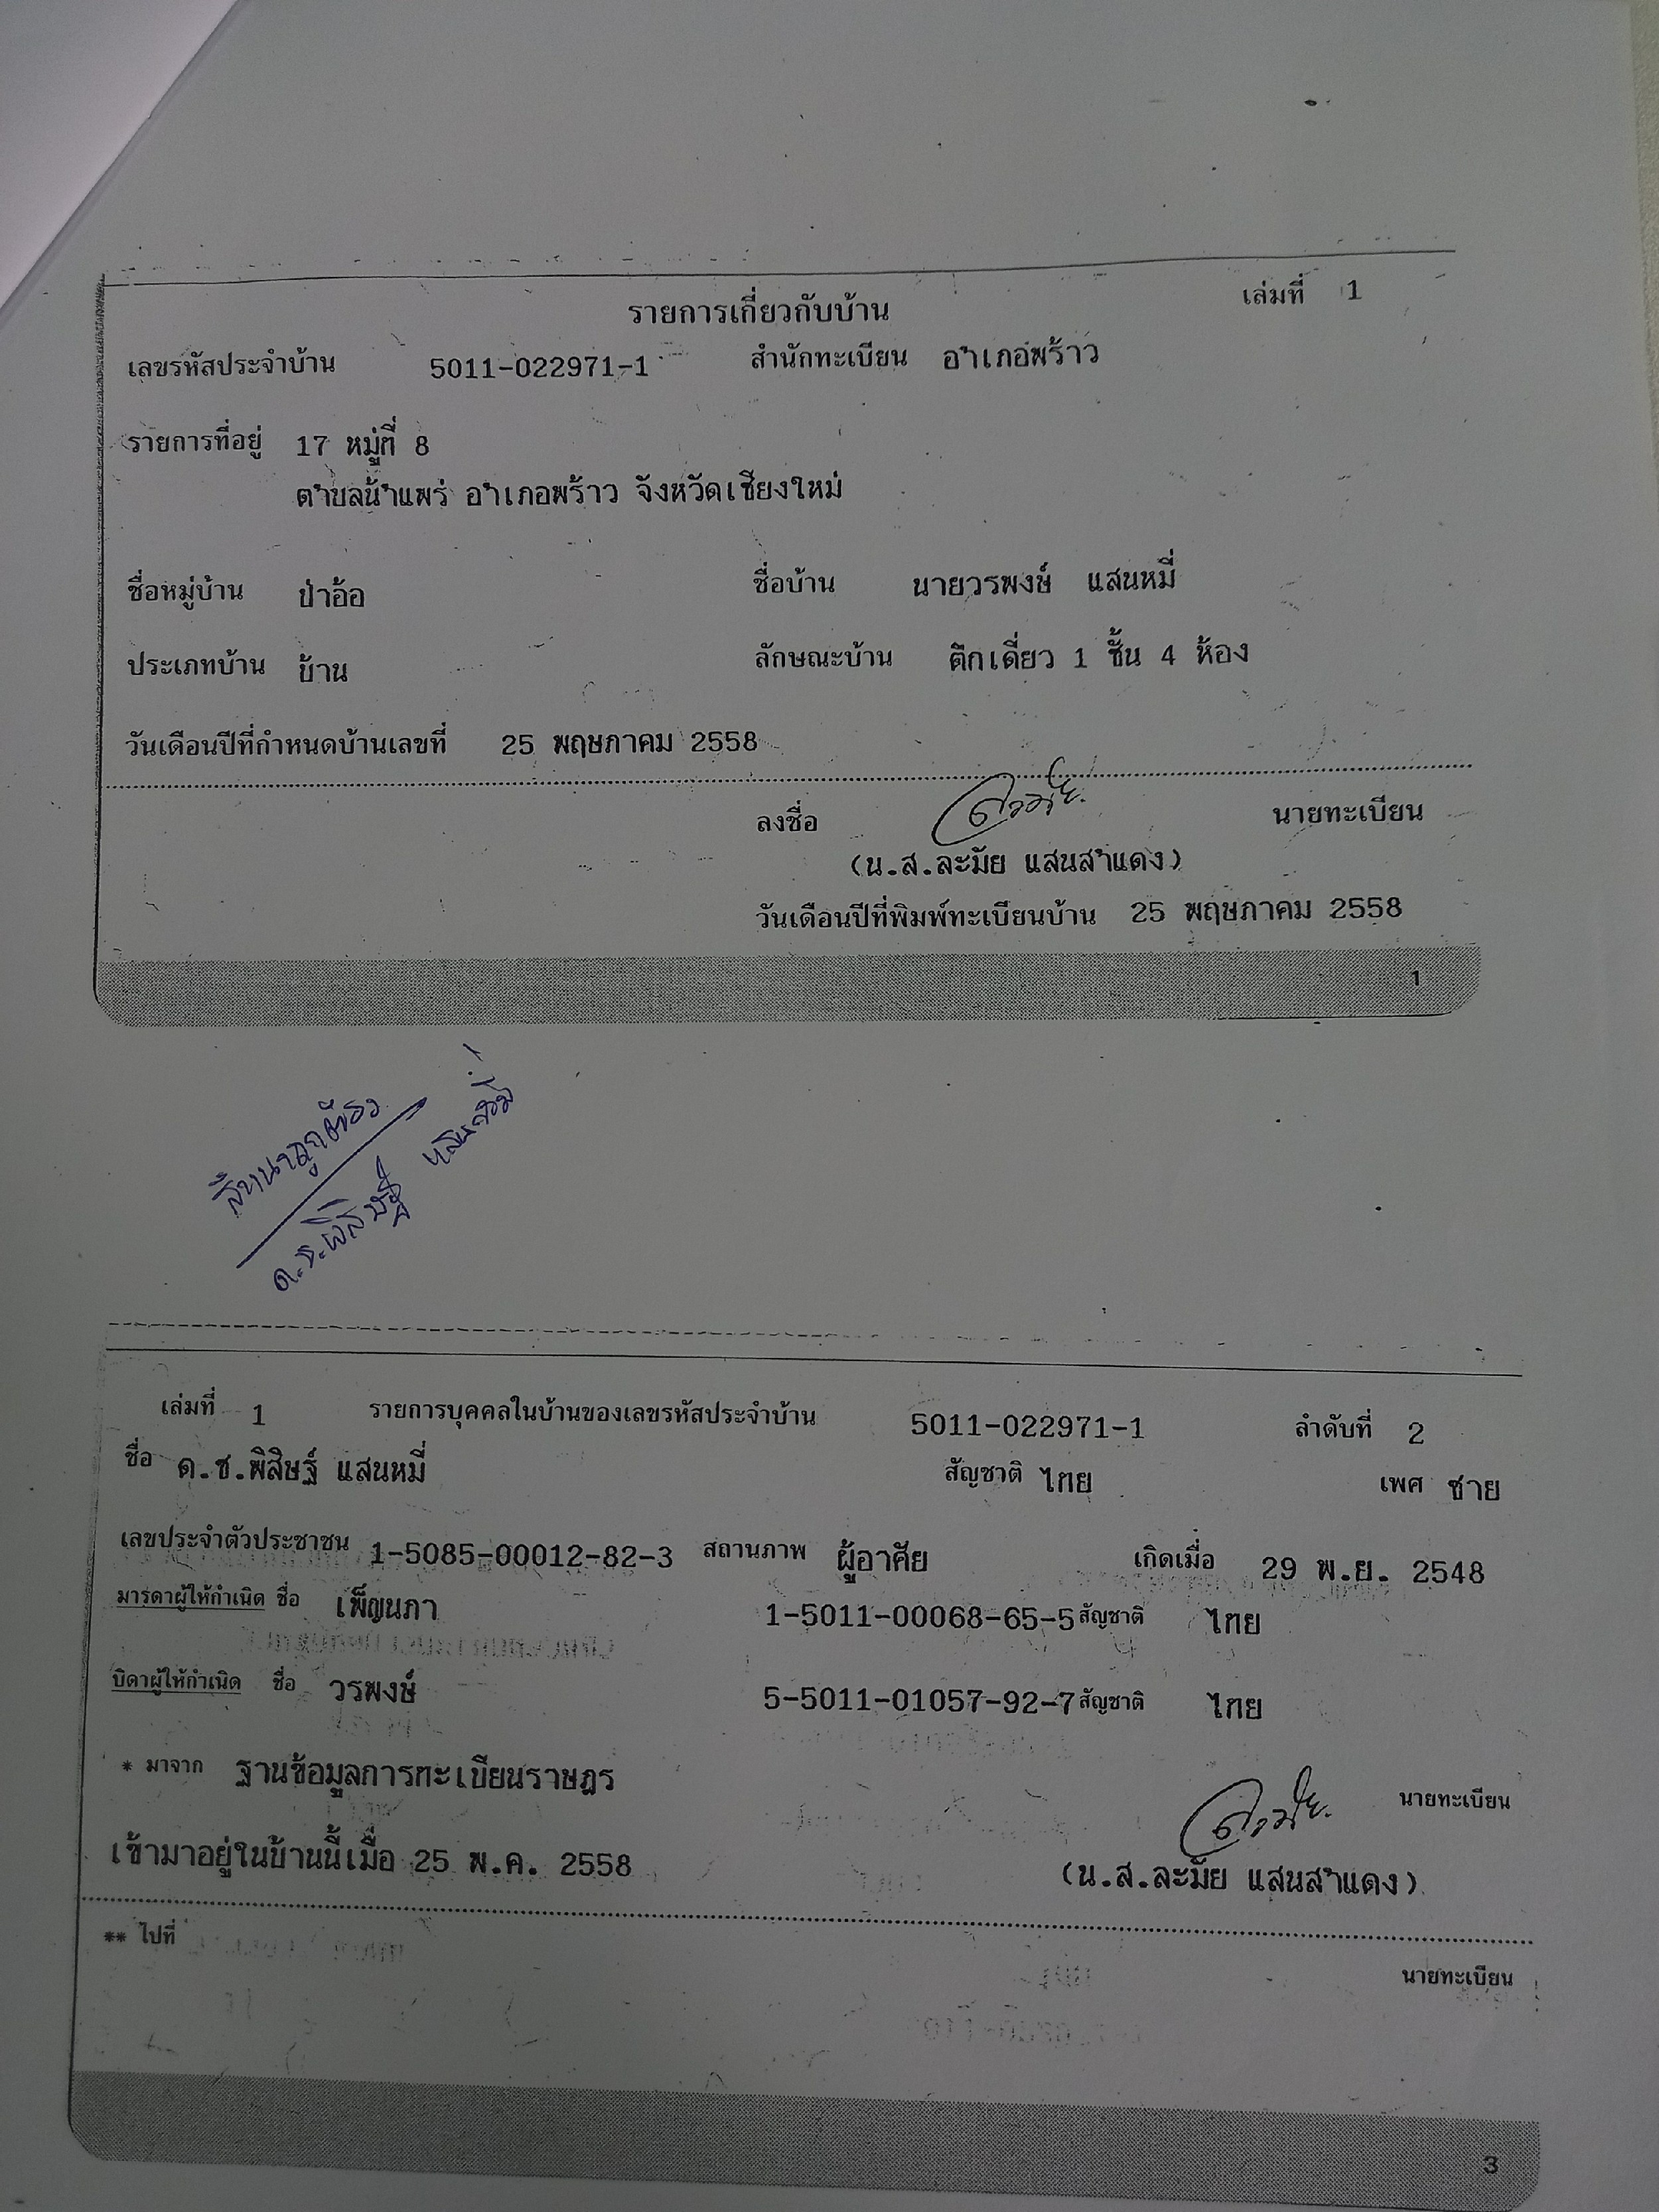 เล่มที่ 1
รายการเกี่ยวกับบ้าน
เลขรหัสประจำบ้าน 5011-022971-1 สำนักทะเบียน อำเภอพร้าว
รายการที่อยู่ 17 หมู่ที่ 8
ตำบลน้ำแพร่ อำเภอพร้าว จังหวัดเชียงใหม่
ชื่อหมู่บ้าน ป่าอ้อ ชื่อบ้าน นายวรพงษ์ แสนหมี่
ประเภทบ้าน บ้าน ลักษณะบ้าน ตึกเดี่ยว 1 ชั้น 4 ห้อง
วันเดือนปีที่กำหนดบ้านเลขที่ 25 พฤษภาคม 2558
ลงชื่อ ละมัย นายทะเบียน
(น.ส.ละมัย แสนสำแดง)
วันเดือนปีที่พิมพ์ทะเบียนบ้าน 25 พฤษภาคม 2558
1
สำเนาถูกต้อง
ด.ช.พิสิษฐ์ แสนหมี่
เล่มที่ 1 รายการบุคคลในบ้านของเลขรหัสประจำบ้าน 5011-022971-1 ลำดับที่ 2
ชื่อ ด.ช.พิสิษฐ์ แสนหมี่ สัญชาติ ไทย เพศ ชาย
เลขประจำตัวประชาชน 1-5085-00012-82-3 สถานภาพ ผู้อาศัย เกิดเมื่อ 29 พ.ย. 2548
มารดาผู้ให้กำเนิด ชื่อ เพ็ญนภา 1-5011-00068-65-5 สัญชาติ ไทย
บิดาผู้ให้กำเนิด ชื่อ วรพงษ์ 5-5011-01057-92-7 สัญชาติ ไทย
* มาจาก ฐานข้อมูลการทะเบียนราษฎร
ละมัย นายทะเบียน
เข้ามาอยู่ในบ้านนี้เมื่อ 25 พ.ค. 2558 (น.ส.ละมัย แสนสำแดง)
** ไปที่
นายทะเบียน
3